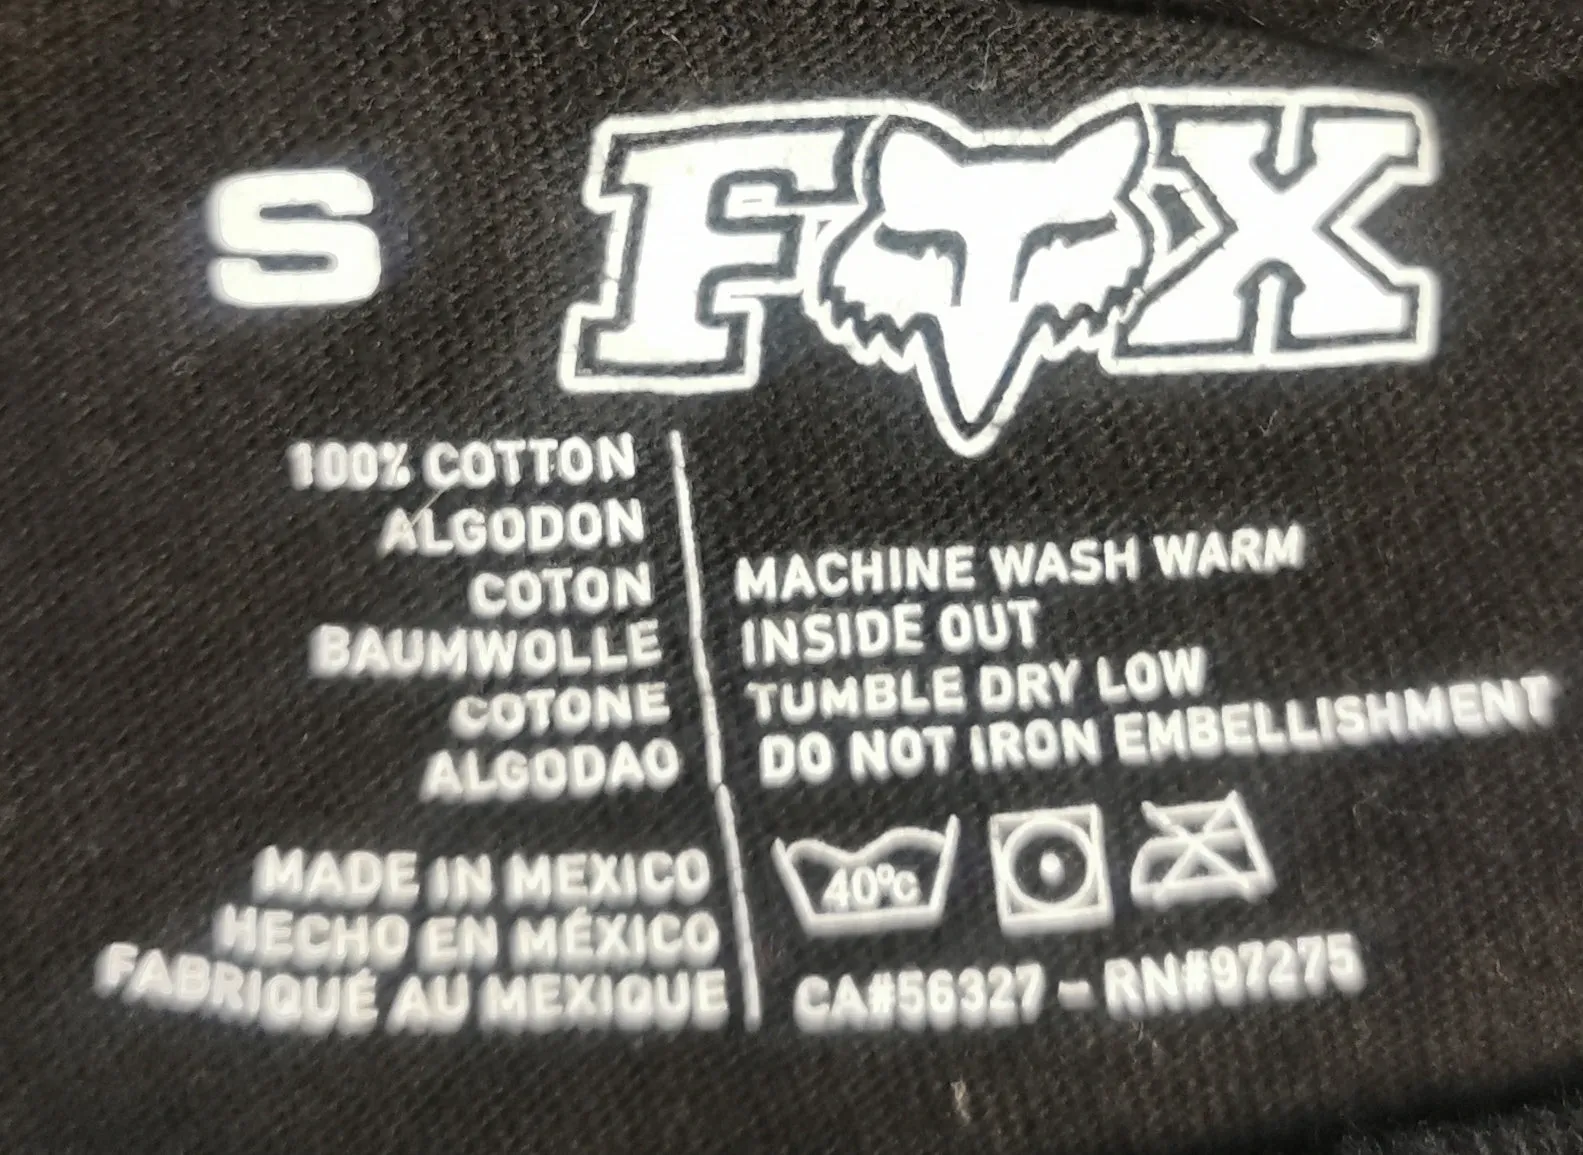 S
FOX
100% COTTON
ALGODON
COTON
BAUMWOLLE
COTONE
ALGODAO
MADE IN MEXICO
HECHO EN MÉXICO
FABRIQUÉ AU MEXIQUE
MACHINE WASH WARM
INSIDE OUT
TUMBLE DRY LOW
DO NOT IRON EMBELLISHMENT
40ºc
CA#56327 - RN#97275